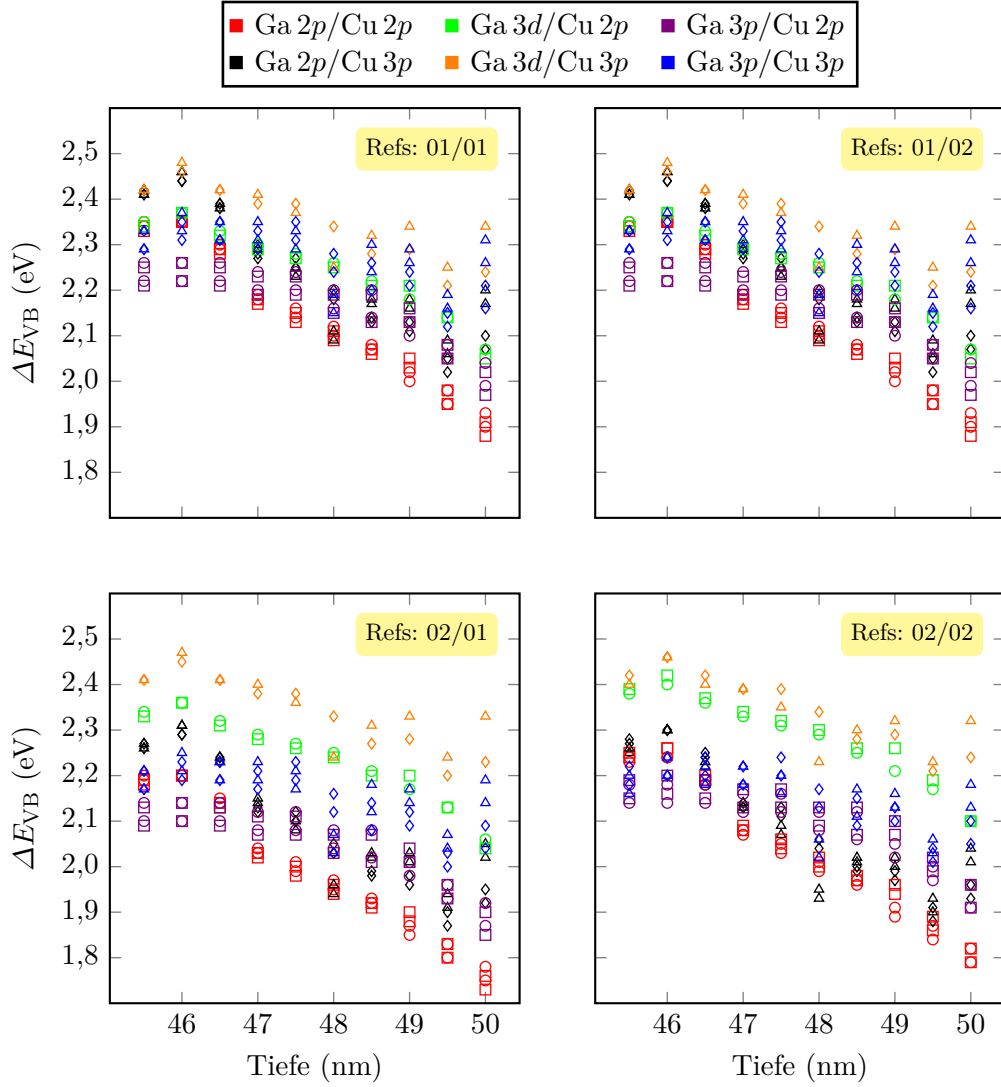 Ga 2p/Cu 2p Ga 3d/Cu 2p Ga 3p/Cu 2p
Ga 2p/Cu 3p Ga 3d/Cu 3p Ga 3p/Cu 3p
Refs: 01/01
2,5
2,4
2,3
2,2
2,1
2,0
1,9
1,8
ΔE_VB (eV)
Refs: 01/02
Refs: 02/01
2,5
2,4
2,3
2,2
2,1
2,0
1,9
1,8
ΔE_VB (eV)
46 47 48 49 50
Tiefe (nm)
Refs: 02/02
46 47 48 49 50
Tiefe (nm)